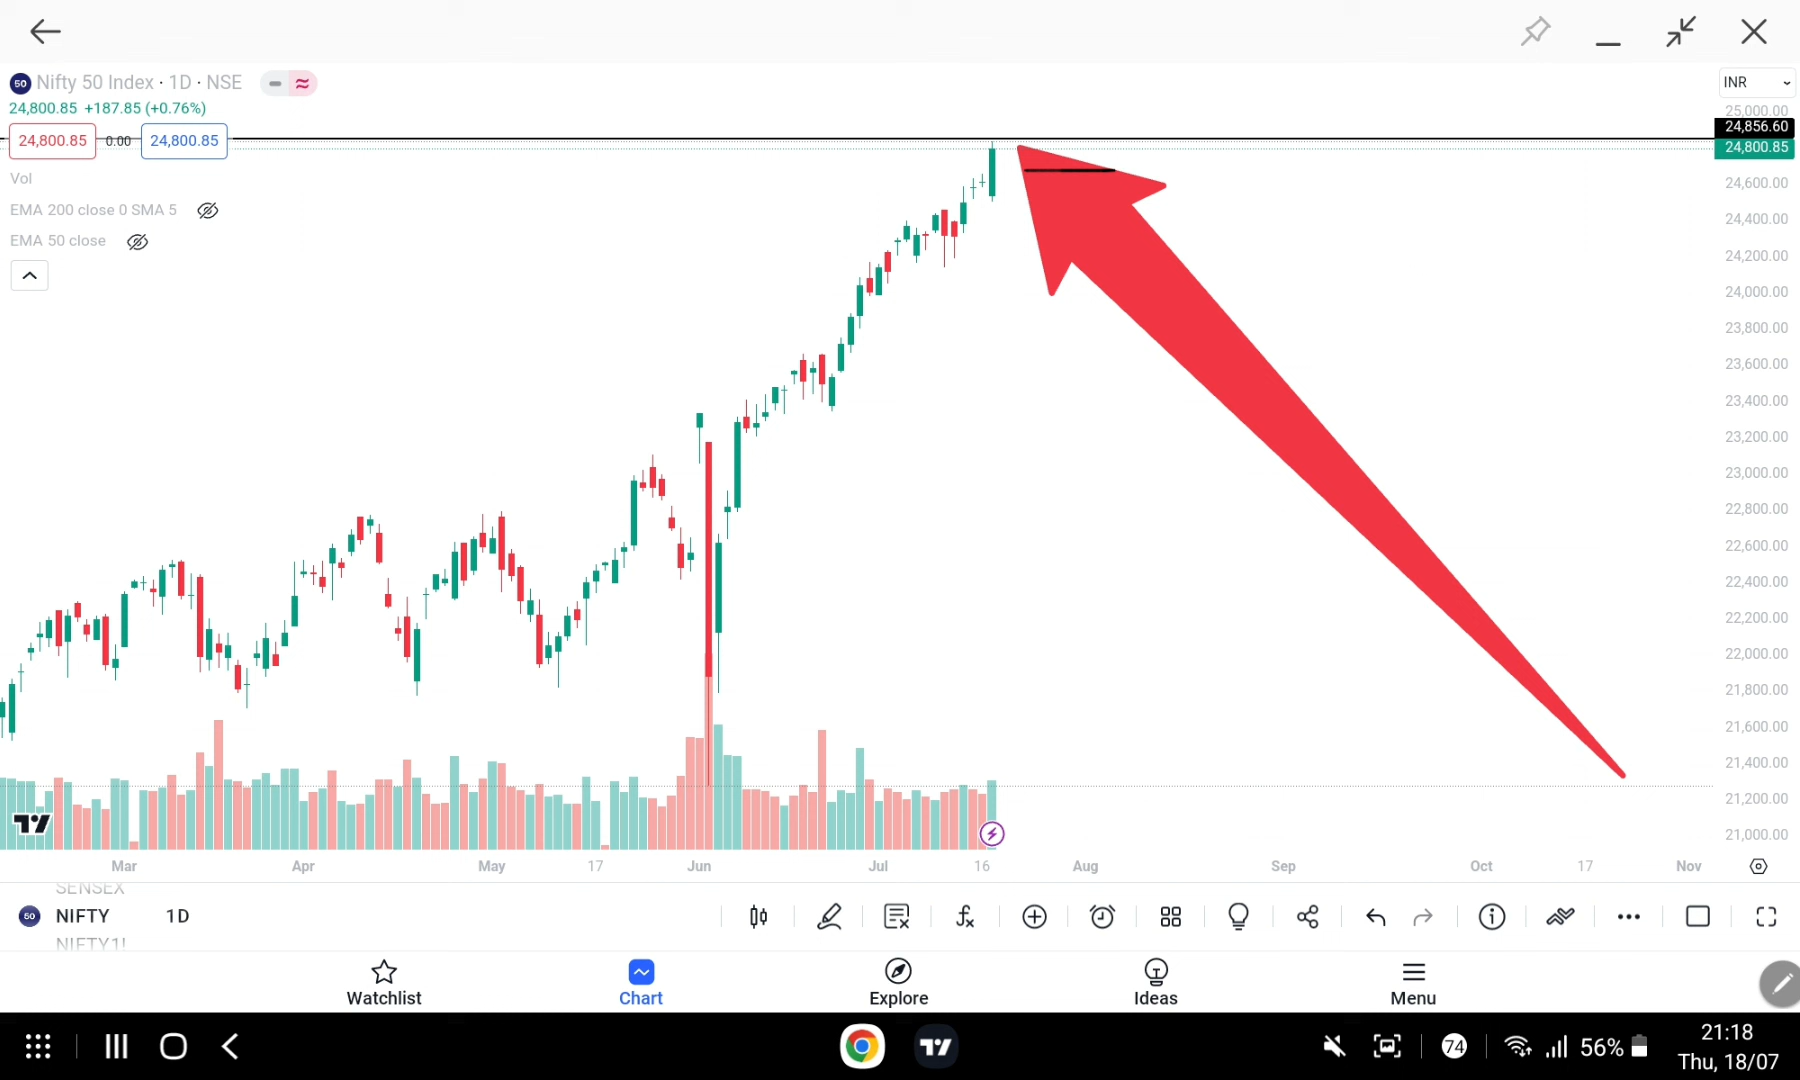 50 Nifty 50 Index · 1D · NSE
INR
24,800.85 +187.85 (+0.76%)
24,800.85 0.00 24,800.85
Vol
EMA 200 close 0 SMA 5
EMA 50 close
25,000.00
24,856.60
24,800.85
24,600.00
24,400.00
24,200.00
24,000.00
23,800.00
23,600.00
23,400.00
23,200.00
23,000.00
22,800.00
22,600.00
22,400.00
22,200.00
22,000.00
21,800.00
21,600.00
21,400.00
21,200.00
21,000.00
Mar Apr May 17 Jun Jul 16 Aug Sep Oct 17 Nov
SENSEX
50 NIFTY 1D
NIFTY1!
Watchlist Chart Explore Ideas Menu
74 56% 21:18
Thu, 18/07